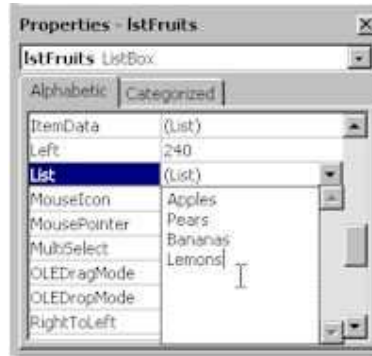 Properties - lstFruits
lstFruits ListBox
Alphabetic Categorized
ItemData (List)
Left 240
List (List)
MouseIcon Apples
MousePointer Pears
MultiSelect Bananas
OLEDragMode Lemons
OLEDropMode
RightToLeft